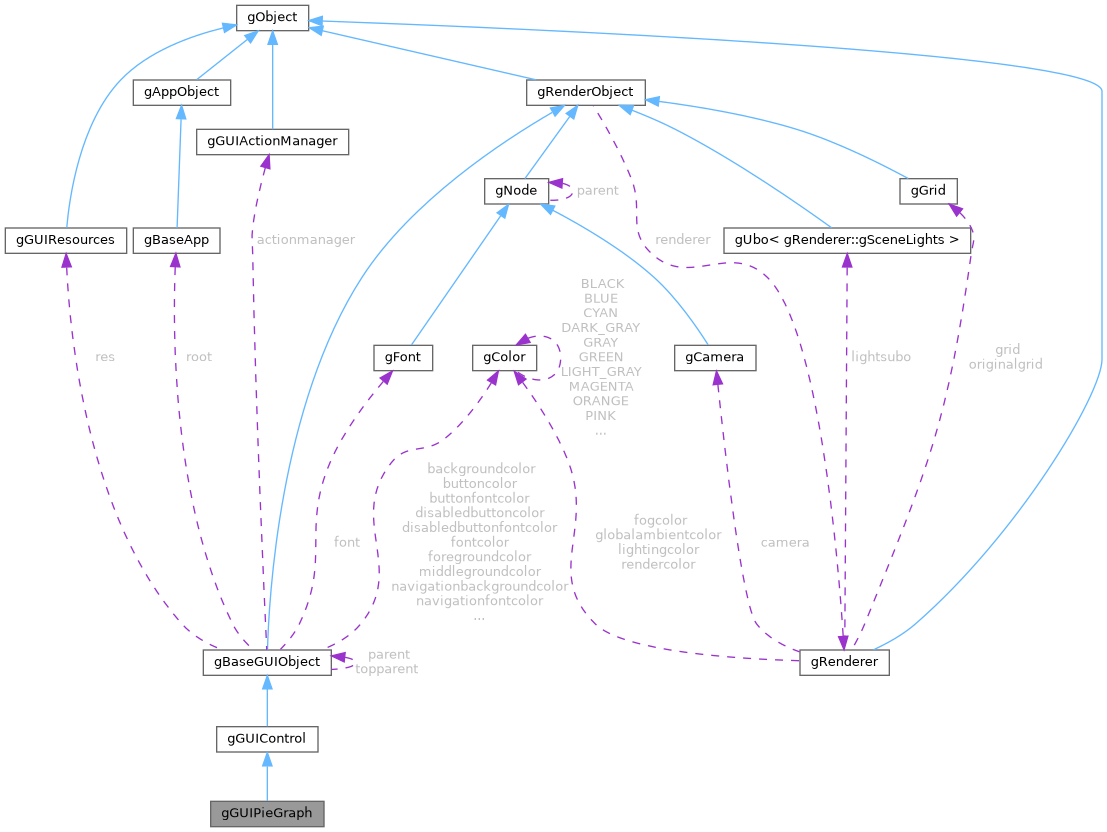 gObject
gAppObject
gRenderObject
gGUIActionManager
gNode
parent
gGrid
gGUIResources
gBaseApp
actionmanager
renderer
gUbo< gRenderer::gSceneLights >
BLACK
BLUE
CYAN
DARK_GRAY
GRAY
GREEN
LIGHT_GRAY
MAGENTA
ORANGE
PINK
...
res
root
gFont
gColor
gCamera
lightsubo
grid
originalgrid
backgroundcolor
buttoncolor
buttonfontcolor
disabledbuttoncolor
disabledbuttonfontcolor
fontcolor
foregroundcolor
middlegroundcolor
navigationbackgroundcolor
navigationfontcolor
...
font
fogcolor
globalambientcolor
lightingcolor
rendercolor
camera
gBaseGUIObject
parent
topparent
gRenderer
gGUIControl
gGUIPieGraph